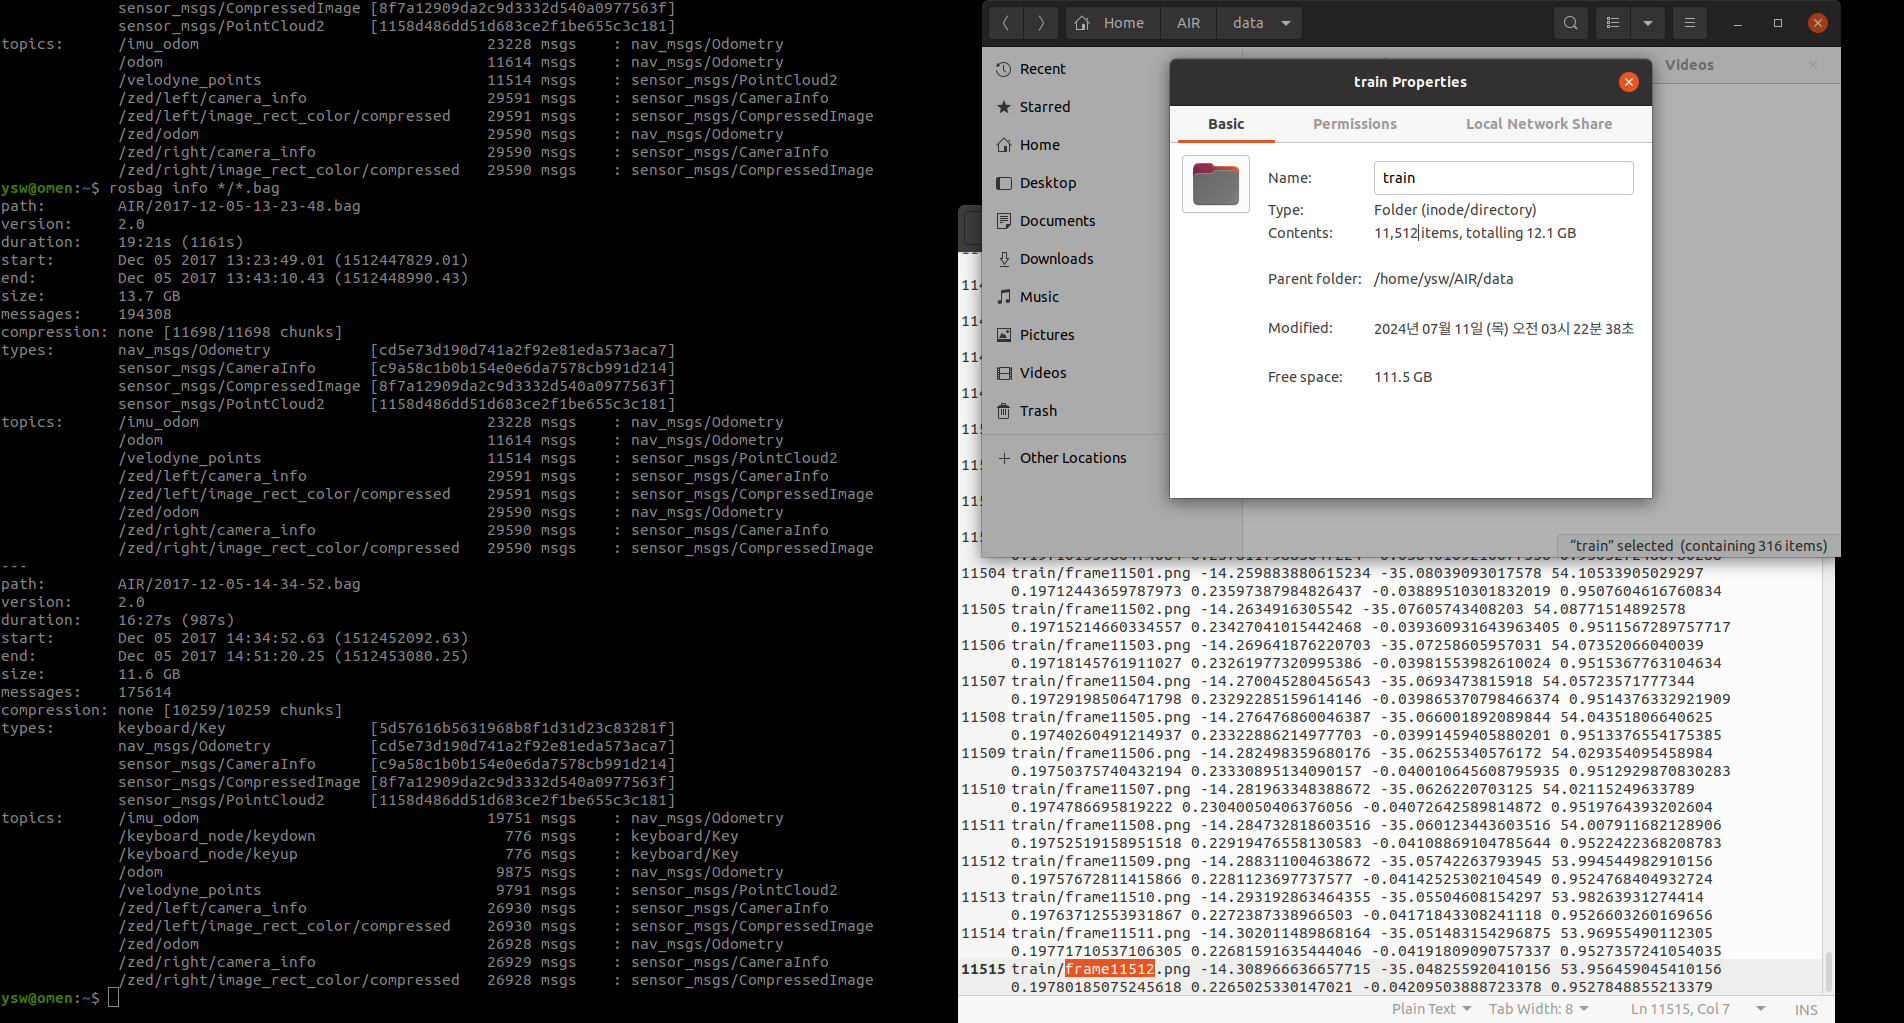 sensor_msgs/CompressedImage [8f7a12909da2c9d3332d540a0977563f]
sensor_msgs/PointCloud2     [1158d486dd51d683ce2f1be655c3c181]
topics:      /imu_odom                                23228 msgs    : nav_msgs/Odometry
/odom                                    11614 msgs    : nav_msgs/Odometry
/velodyne_points                         11514 msgs    : sensor_msgs/PointCloud2
/zed/left/camera_info                    29591 msgs    : sensor_msgs/CameraInfo
/zed/left/image_rect_color/compressed    29591 msgs    : sensor_msgs/CompressedImage
/zed/odom                                29590 msgs    : nav_msgs/Odometry
/zed/right/camera_info                   29590 msgs    : sensor_msgs/CameraInfo
/zed/right/image_rect_color/compressed   29590 msgs    : sensor_msgs/CompressedImage
ysw@omen:~$ rosbag info */*.bag
path:        AIR/2017-12-05-13-23-48.bag
version:     2.0
duration:    19:21s (1161s)
start:       Dec 05 2017 13:23:49.01 (1512447829.01)
end:         Dec 05 2017 13:43:10.43 (1512448990.43)
size:        13.7 GB
messages:    194308
compression: none [11698/11698 chunks]
types:       nav_msgs/Odometry           [cd5e73d190d741a2f92e81eda573aca7]
sensor_msgs/CameraInfo      [c9a58c1b0b154e0e6da7578cb991d214]
sensor_msgs/CompressedImage [8f7a12909da2c9d3332d540a0977563f]
sensor_msgs/PointCloud2     [1158d486dd51d683ce2f1be655c3c181]
topics:      /imu_odom                                23228 msgs    : nav_msgs/Odometry
/odom                                    11614 msgs    : nav_msgs/Odometry
/velodyne_points                         11514 msgs    : sensor_msgs/PointCloud2
/zed/left/camera_info                    29591 msgs    : sensor_msgs/CameraInfo
/zed/left/image_rect_color/compressed    29591 msgs    : sensor_msgs/CompressedImage
/zed/odom                                29590 msgs    : nav_msgs/Odometry
/zed/right/camera_info                   29590 msgs    : sensor_msgs/CameraInfo
/zed/right/image_rect_color/compressed   29590 msgs    : sensor_msgs/CompressedImage
---
path:        AIR/2017-12-05-14-34-52.bag
version:     2.0
duration:    16:27s (987s)
start:       Dec 05 2017 14:34:52.63 (1512452092.63)
end:         Dec 05 2017 14:51:20.25 (1512453080.25)
size:        11.6 GB
messages:    175614
compression: none [10259/10259 chunks]
types:       keyboard/Key                [5d57616b5631968b8f1d31d23c83281f]
nav_msgs/Odometry           [cd5e73d190d741a2f92e81eda573aca7]
sensor_msgs/CameraInfo      [c9a58c1b0b154e0e6da7578cb991d214]
sensor_msgs/CompressedImage [8f7a12909da2c9d3332d540a0977563f]
sensor_msgs/PointCloud2     [1158d486dd51d683ce2f1be655c3c181]
topics:      /imu_odom                                19751 msgs    : nav_msgs/Odometry
/keyboard_node/keydown                     776 msgs    : keyboard/Key
/keyboard_node/keyup                       776 msgs    : keyboard/Key
/odom                                     9875 msgs    : nav_msgs/Odometry
/velodyne_points                          9791 msgs    : sensor_msgs/PointCloud2
/zed/left/camera_info                    26930 msgs    : sensor_msgs/CameraInfo
/zed/left/image_rect_color/compressed    26930 msgs    : sensor_msgs/CompressedImage
/zed/odom                                26928 msgs    : nav_msgs/Odometry
/zed/right/camera_info                   26929 msgs    : sensor_msgs/CameraInfo
/zed/right/image_rect_color/compressed   26928 msgs    : sensor_msgs/CompressedImage
ysw@omen:~$
Home AIR data
Recent
Starred
Home
Desktop
Documents
Downloads
Music
Pictures
Videos
Trash
Other Locations
Videos
train Properties
Basic Permissions Local Network Share
Name: train
Type: Folder (inode/directory)
Contents: 11,512 items, totalling 12.1 GB
Parent folder: /home/ysw/AIR/data
Modified: 2024년 07월 11일 (목) 오전 03시 22분 38초
Free space: 111.5 GB
“train” selected (containing 316 items)
11504 train/frame11501.png -14.259883880615234 -35.08039093017578 54.10533905029297
0.19712443659787973 0.23597387984826437 -0.03889510301832019 0.9507604616760834
11505 train/frame11502.png -14.2634916305542 -35.07605743408203 54.08771514892578
0.19715214660334557 0.23427041015442468 -0.039360931643963405 0.9511567289757717
11506 train/frame11503.png -14.269641876220703 -35.07258605957031 54.07352066040039
0.19718145761911027 0.23261977320995386 -0.03981553982610024 0.9515367763104634
11507 train/frame11504.png -14.270045280456543 -35.0693473815918 54.05723571777344
0.19729198506471798 0.23292285159614146 -0.039865370798466374 0.9514376332921909
11508 train/frame11505.png -14.276476860046387 -35.066001892089844 54.04351806640625
0.19740260491214937 0.23322886214977703 -0.03991459405880201 0.9513376554175385
11509 train/frame11506.png -14.282498359680176 -35.06255340576172 54.029354095458984
0.19750375740432194 0.23330895134090157 -0.040010645608795935 0.9512929870830283
11510 train/frame11507.png -14.281963348388672 -35.0626220703125 54.02115249633789
0.1974786695819222 0.23040050406376056 -0.04072642589814872 0.9519764393202604
11511 train/frame11508.png -14.284732818603516 -35.060123443603516 54.007911682128906
0.19752519158951518 0.22919476558130583 -0.04108869104785644 0.9522422368208783
11512 train/frame11509.png -14.288311004638672 -35.05742263793945 53.994544982910156
0.19757672811415866 0.2281123697737577 -0.04142525302104549 0.9524768404932724
11513 train/frame11510.png -14.293192863464355 -35.05504608154297 53.98263931274414
0.19763712553931867 0.2272387338966503 -0.04171843308241118 0.9526603260169656
11514 train/frame11511.png -14.302011489868164 -35.051483154296875 53.96955490112305
0.19771710537106305 0.22681591635444046 -0.04191809090757337 0.9527357241054035
11515 train/frame11512.png -14.308966636657715 -35.048255920410156 53.956459045410156
0.19780185075245618 0.2265025330147021 -0.04209503888723378 0.9527848855213379
Plain Text Tab Width: 8 Ln 11515, Col 7 INS